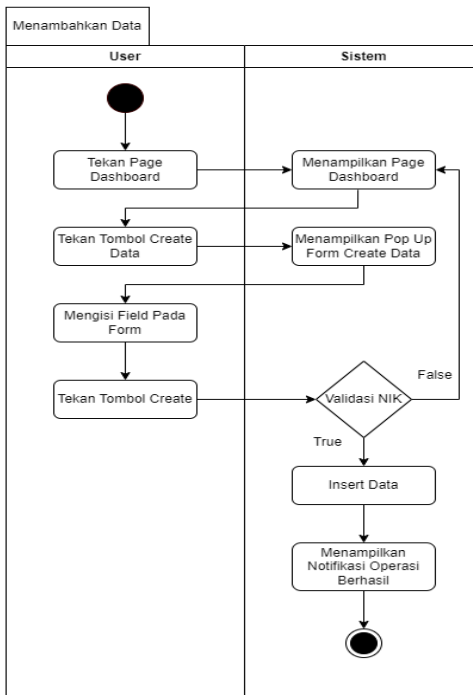 Menambahkan Data
User
Sistem
Tekan Page
Dashboard
Menampilkan Page
Dashboard
Tekan Tombol Create
Data
Menampilkan Pop Up
Form Create Data
Mengisi Field Pada
Form
False
Tekan Tombol Create
Validasi NIK
True
Insert Data
Menampilkan
Notifikasi Operasi
Berhasil